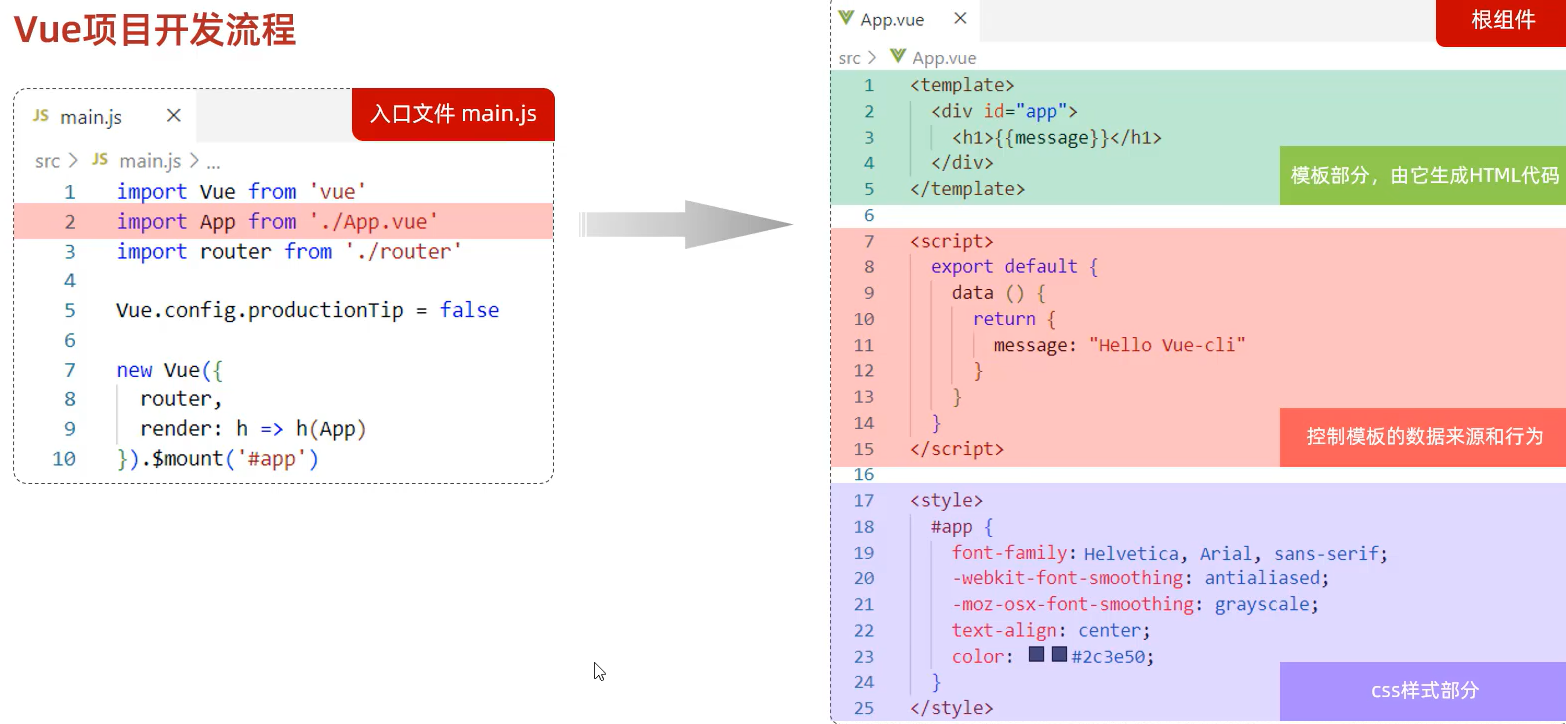 Vue项目开发流程
JS main.js ×
入口文件 main.js
src > JS main.js > ...
1 import Vue from 'vue'
2 import App from './App.vue'
3 import router from './router'
4
5 Vue.config.productionTip = false
6
7 new Vue({
8 router,
9 render: h => h(App)
10 }).$mount('#app')
App.vue ×
根组件
src > App.vue
1 <template>
2 <div id="app">
3 <h1>{{message}}</h1>
4 </div>
5 </template>
模板部分，由它生成HTML代码
6
7 <script>
8 export default {
9 data () {
10 return {
11 message: "Hello Vue-cli"
12 }
13 }
14 }
15 </script>
控制模板的数据来源和行为
16
17 <style>
18 #app {
19 font-family: Helvetica, Arial, sans-serif;
20 -webkit-font-smoothing: antialiased;
21 -moz-osx-font-smoothing: grayscale;
22 text-align: center;
23 color: #2c3e50;
24 }
25 </style>
css样式部分